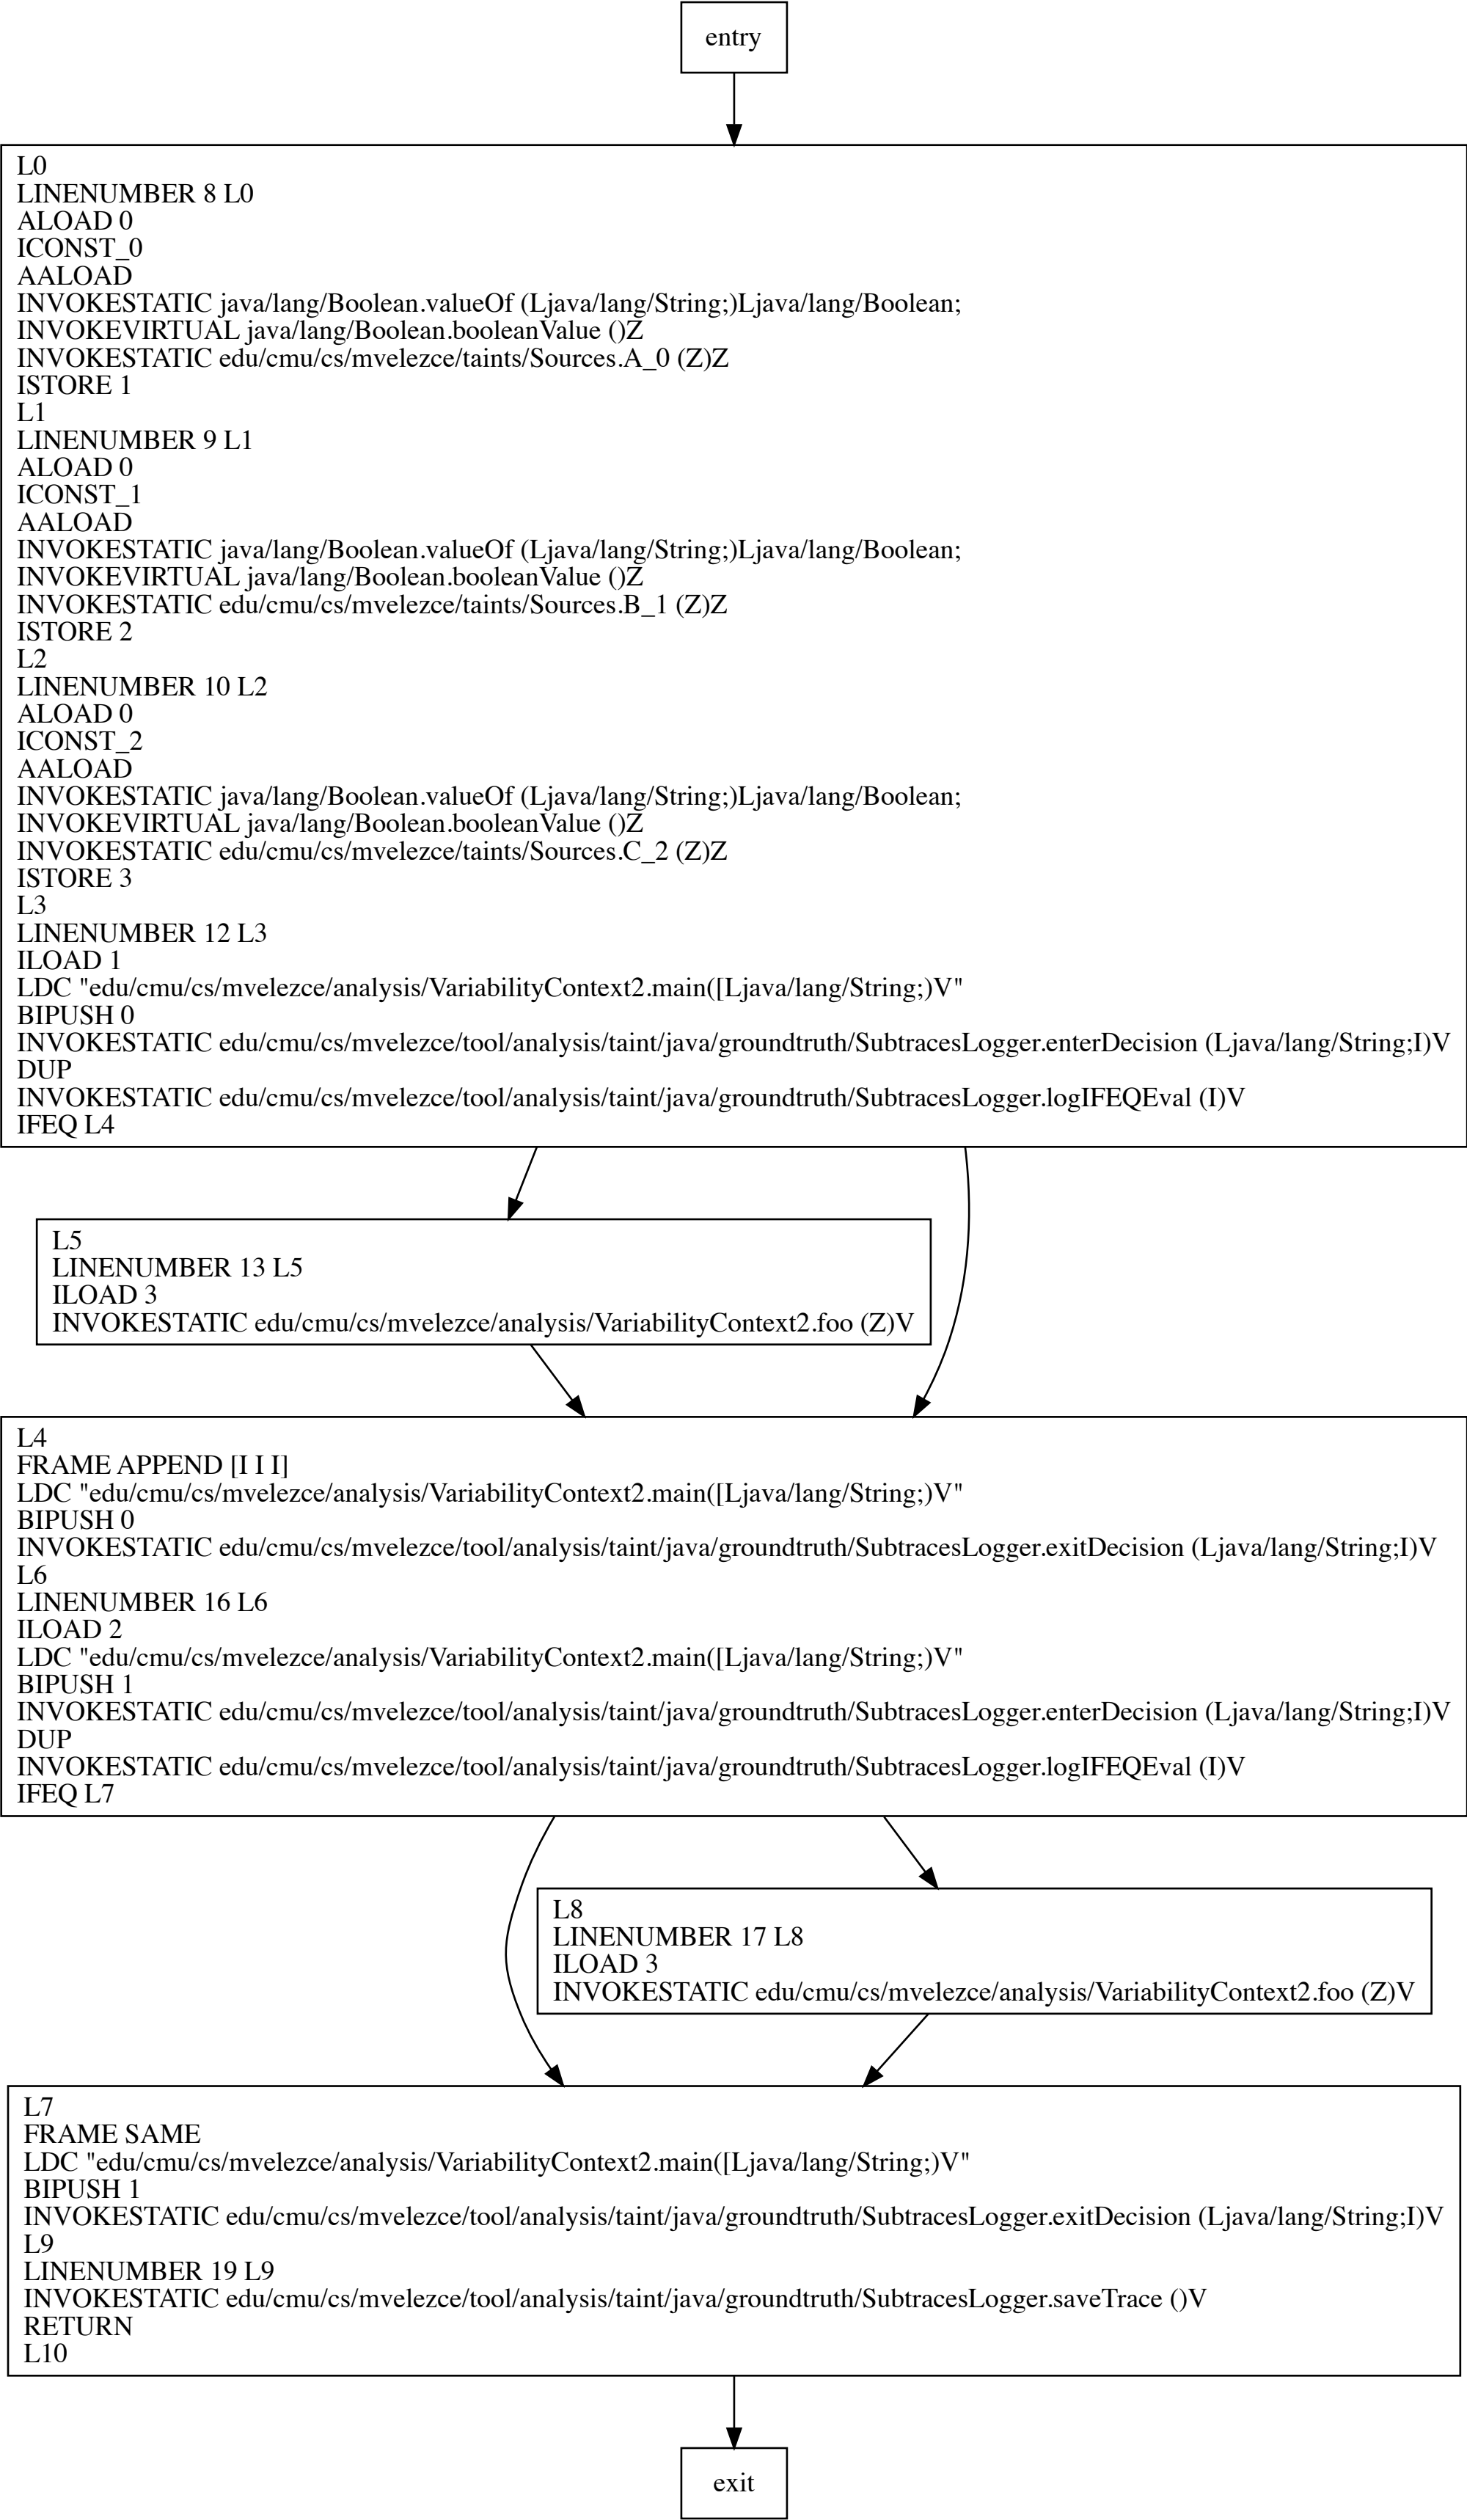 entry
L0
LINENUMBER 8 L0
ALOAD 0
ICONST_0
AALOAD
INVOKESTATIC java/lang/Boolean.valueOf (Ljava/lang/String;)Ljava/lang/Boolean;
INVOKEVIRTUAL java/lang/Boolean.booleanValue ()Z
INVOKESTATIC edu/cmu/cs/mvelezce/taints/Sources.A_0 (Z)Z
ISTORE 1
L1
LINENUMBER 9 L1
ALOAD 0
ICONST_1
AALOAD
INVOKESTATIC java/lang/Boolean.valueOf (Ljava/lang/String;)Ljava/lang/Boolean;
INVOKEVIRTUAL java/lang/Boolean.booleanValue ()Z
INVOKESTATIC edu/cmu/cs/mvelezce/taints/Sources.B_1 (Z)Z
ISTORE 2
L2
LINENUMBER 10 L2
ALOAD 0
ICONST_2
AALOAD
INVOKESTATIC java/lang/Boolean.valueOf (Ljava/lang/String;)Ljava/lang/Boolean;
INVOKEVIRTUAL java/lang/Boolean.booleanValue ()Z
INVOKESTATIC edu/cmu/cs/mvelezce/taints/Sources.C_2 (Z)Z
ISTORE 3
L3
LINENUMBER 12 L3
ILOAD 1
LDC "edu/cmu/cs/mvelezce/analysis/VariabilityContext2.main([Ljava/lang/String;)V"
BIPUSH 0
INVOKESTATIC edu/cmu/cs/mvelezce/tool/analysis/taint/java/groundtruth/SubtracesLogger.enterDecision (Ljava/lang/String;I)V
DUP
INVOKESTATIC edu/cmu/cs/mvelezce/tool/analysis/taint/java/groundtruth/SubtracesLogger.logIFEQEval (I)V
IFEQ L4
L5
LINENUMBER 13 L5
ILOAD 3
INVOKESTATIC edu/cmu/cs/mvelezce/analysis/VariabilityContext2.foo (Z)V
L4
FRAME APPEND [I I I]
LDC "edu/cmu/cs/mvelezce/analysis/VariabilityContext2.main([Ljava/lang/String;)V"
BIPUSH 0
INVOKESTATIC edu/cmu/cs/mvelezce/tool/analysis/taint/java/groundtruth/SubtracesLogger.exitDecision (Ljava/lang/String;I)V
L6
LINENUMBER 16 L6
ILOAD 2
LDC "edu/cmu/cs/mvelezce/analysis/VariabilityContext2.main([Ljava/lang/String;)V"
BIPUSH 1
INVOKESTATIC edu/cmu/cs/mvelezce/tool/analysis/taint/java/groundtruth/SubtracesLogger.enterDecision (Ljava/lang/String;I)V
DUP
INVOKESTATIC edu/cmu/cs/mvelezce/tool/analysis/taint/java/groundtruth/SubtracesLogger.logIFEQEval (I)V
IFEQ L7
L8
LINENUMBER 17 L8
ILOAD 3
INVOKESTATIC edu/cmu/cs/mvelezce/analysis/VariabilityContext2.foo (Z)V
L7
FRAME SAME
LDC "edu/cmu/cs/mvelezce/analysis/VariabilityContext2.main([Ljava/lang/String;)V"
BIPUSH 1
INVOKESTATIC edu/cmu/cs/mvelezce/tool/analysis/taint/java/groundtruth/SubtracesLogger.exitDecision (Ljava/lang/String;I)V
L9
LINENUMBER 19 L9
INVOKESTATIC edu/cmu/cs/mvelezce/tool/analysis/taint/java/groundtruth/SubtracesLogger.saveTrace ()V
RETURN
L10
exit